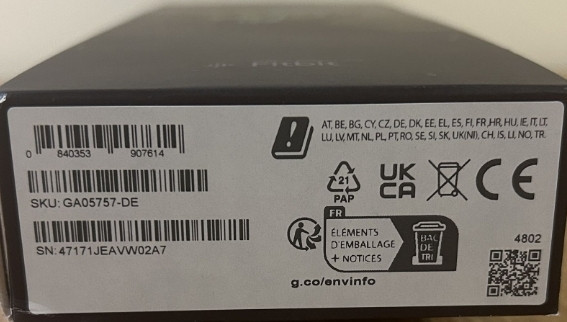 fitbit
AT, BE, BG, CY, CZ, DE, DK, EE, EL, ES, FI, FR ,HR, HU, IE, IT, LT,
LU, LV, MT, NL, PL, PT, RO, SE, SI, SK, UK(NI), CH, IS, LI, NO, TR.
0 840353 907614
SKU: GA05757-DE
SN: 47171JEAVW02A7
21
PAP
UK
CA
CE
FR
ÉLÉMENTS
D'EMBALLAGE
+ NOTICES
BAC
DE
TRI
g.co/envinfo
4802